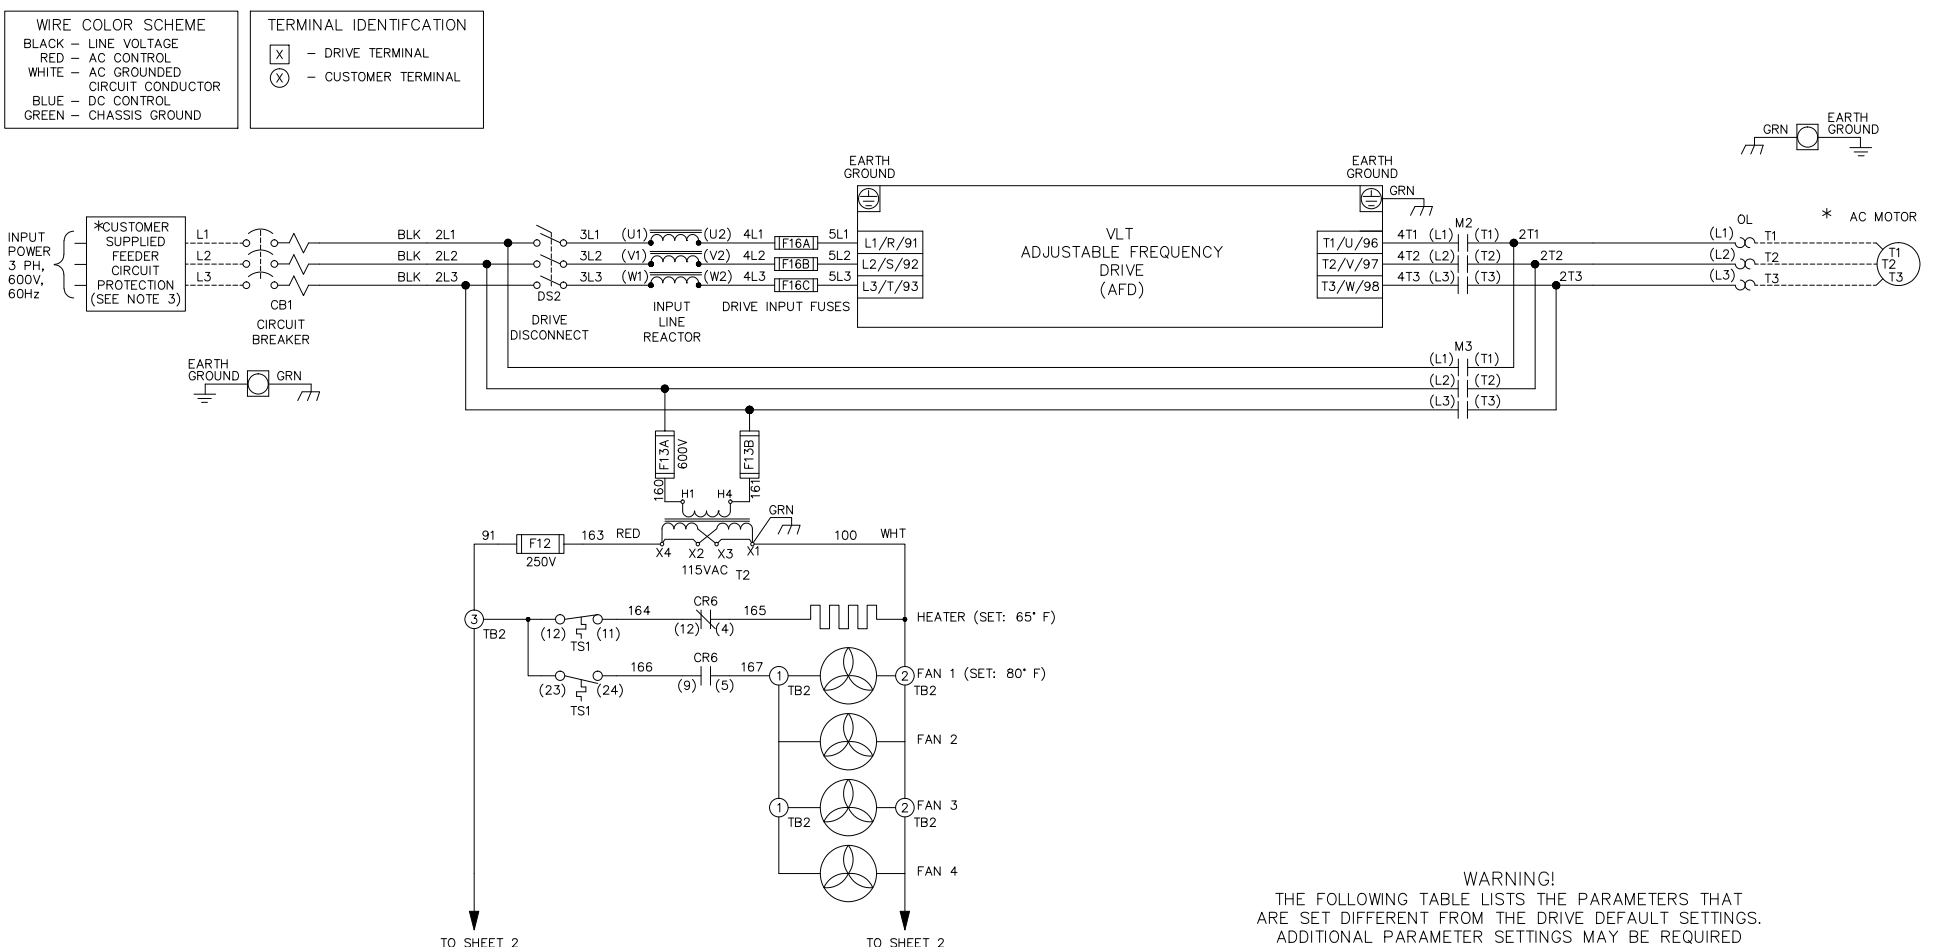 WIRE COLOR SCHEME
BLACK – LINE VOLTAGE
RED – AC CONTROL
WHITE – AC GROUNDED
CIRCUIT CONDUCTOR
BLUE – DC CONTROL
GREEN – CHASSIS GROUND
TERMINAL IDENTIFCATION
X – DRIVE TERMINAL
X – CUSTOMER TERMINAL
GRN
EARTH
GROUND
INPUT
POWER
3 PH,
600V,
60Hz
*CUSTOMER
SUPPLIED
FEEDER
CIRCUIT
PROTECTION
(SEE NOTE 3)
L1
L2
L3
CB1
CIRCUIT
BREAKER
BLK 2L1
BLK 2L2
BLK 2L3
DS2
DRIVE
DISCONNECT
3L1 (U1) (U2) 4L1 F16A 5L1
3L2 (V1) (V2) 4L2 F16B 5L2
3L3 (W1) (W2) 4L3 F16C 5L3
INPUT
LINE
REACTOR
DRIVE INPUT FUSES
EARTH
GROUND
L1/R/91
L2/S/92
L3/T/93
VLT
ADJUSTABLE FREQUENCY
DRIVE
(AFD)
EARTH
GROUND
GRN
T1/U/96
T2/V/97
T3/W/98
M2
4T1 (L1) (T1) 2T1
4T2 (L2) (T2) 2T2
4T3 (L3) (T3) 2T3
OL
(L1) T1
(L2) T2
(L3) T3
* AC MOTOR
T1
T2
T3
M3
(L1) (T1)
(L2) (T2)
(L3) (T3)
EARTH
GROUND
GRN
F13A
600V
F13B
160
161
H1 H4
GRN
91 F12 163 RED
250V
X4 X2 X3 X1
115VAC T2
100 WHT
3
TB2
(12) (11)
TS1
164
CR6
(12) (4)
165
HEATER (SET: 65° F)
(23) (24)
TS1
166
CR6
(9) (5)
167
1
TB2
2
TB2
FAN 1 (SET: 80° F)
FAN 2
1
TB2
2
TB2
FAN 3
FAN 4
TO SHEET 2
TO SHEET 2
WARNING!
THE FOLLOWING TABLE LISTS THE PARAMETERS THAT
ARE SET DIFFERENT FROM THE DRIVE DEFAULT SETTINGS.
ADDITIONAL PARAMETER SETTINGS MAY BE REQUIRED